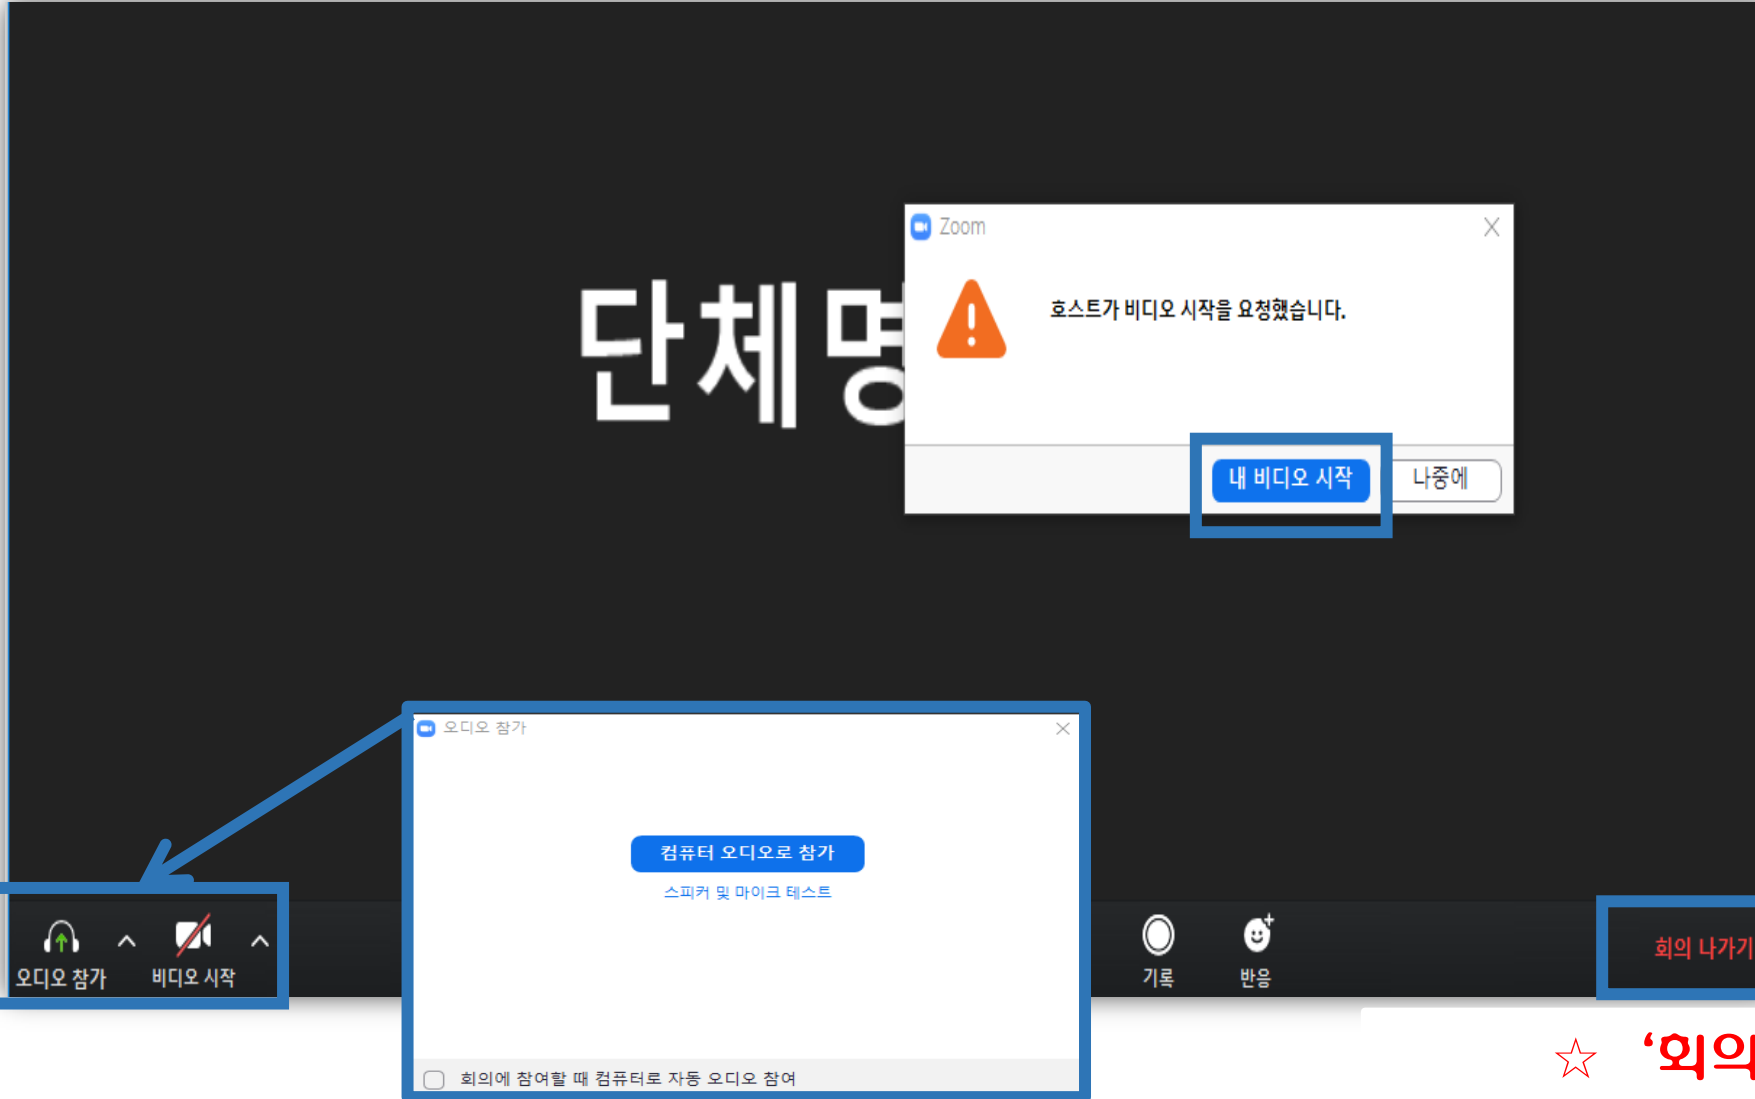 Zoom
호스트가 비디오 시작을 요청했습니다.
단체명
내 비디오 시작
나중에
오디오 참가
컴퓨터 오디오로 참가
스피커 및 마이크 테스트
회의에 참여할 때 컴퓨터로 자동 오디오 참여
오디오 참가
비디오 시작
기록
반응
회의 나가기
☆ ‘회의